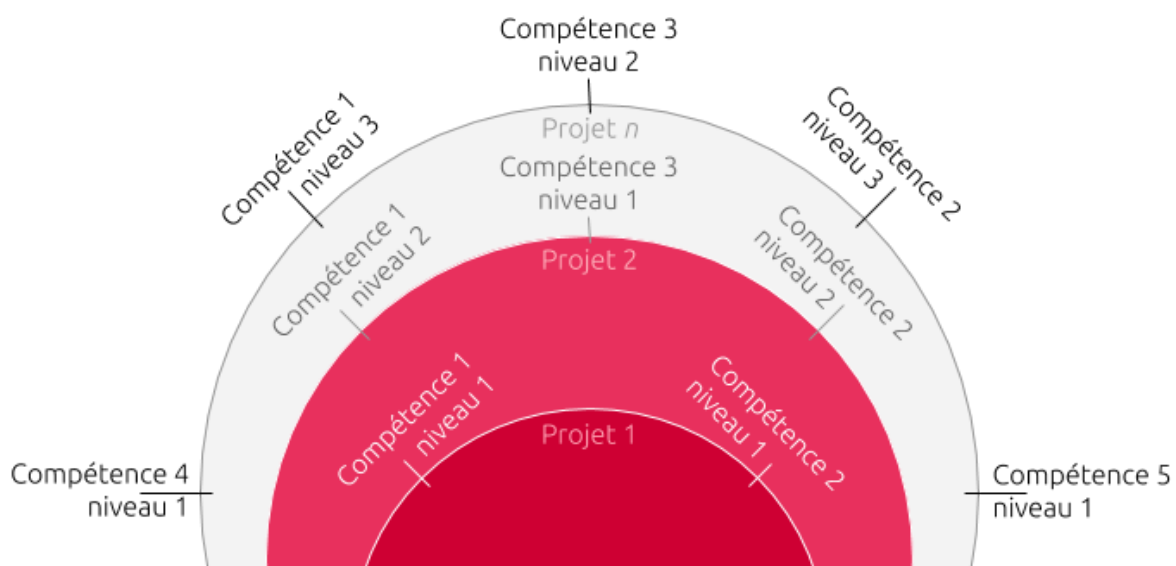 Compétence 3
niveau 2
Compétence 1
niveau 3
Compétence 2
niveau 3
Projet n
Compétence 3
niveau 1
Compétence 1
niveau 2
Compétence 2
niveau 2
Projet 2
Compétence 1
niveau 1
Compétence 2
niveau 1
Projet 1
Compétence 4
niveau 1
Compétence 5
niveau 1